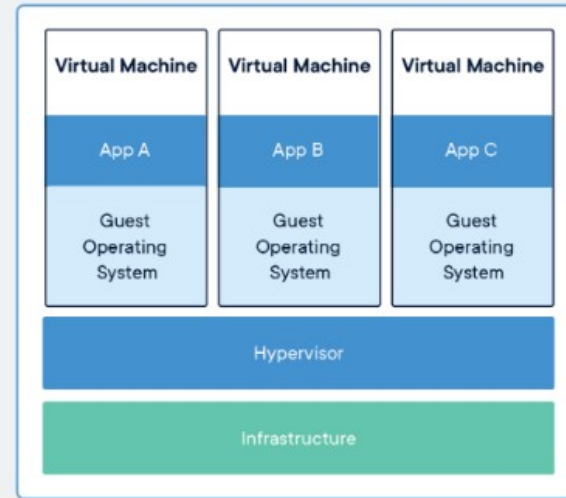 Virtual Machine Virtual Machine Virtual Machine
App A App B App C
Guest Guest Guest
Operating Operating Operating
System System System
Hypervisor
Infrastructure